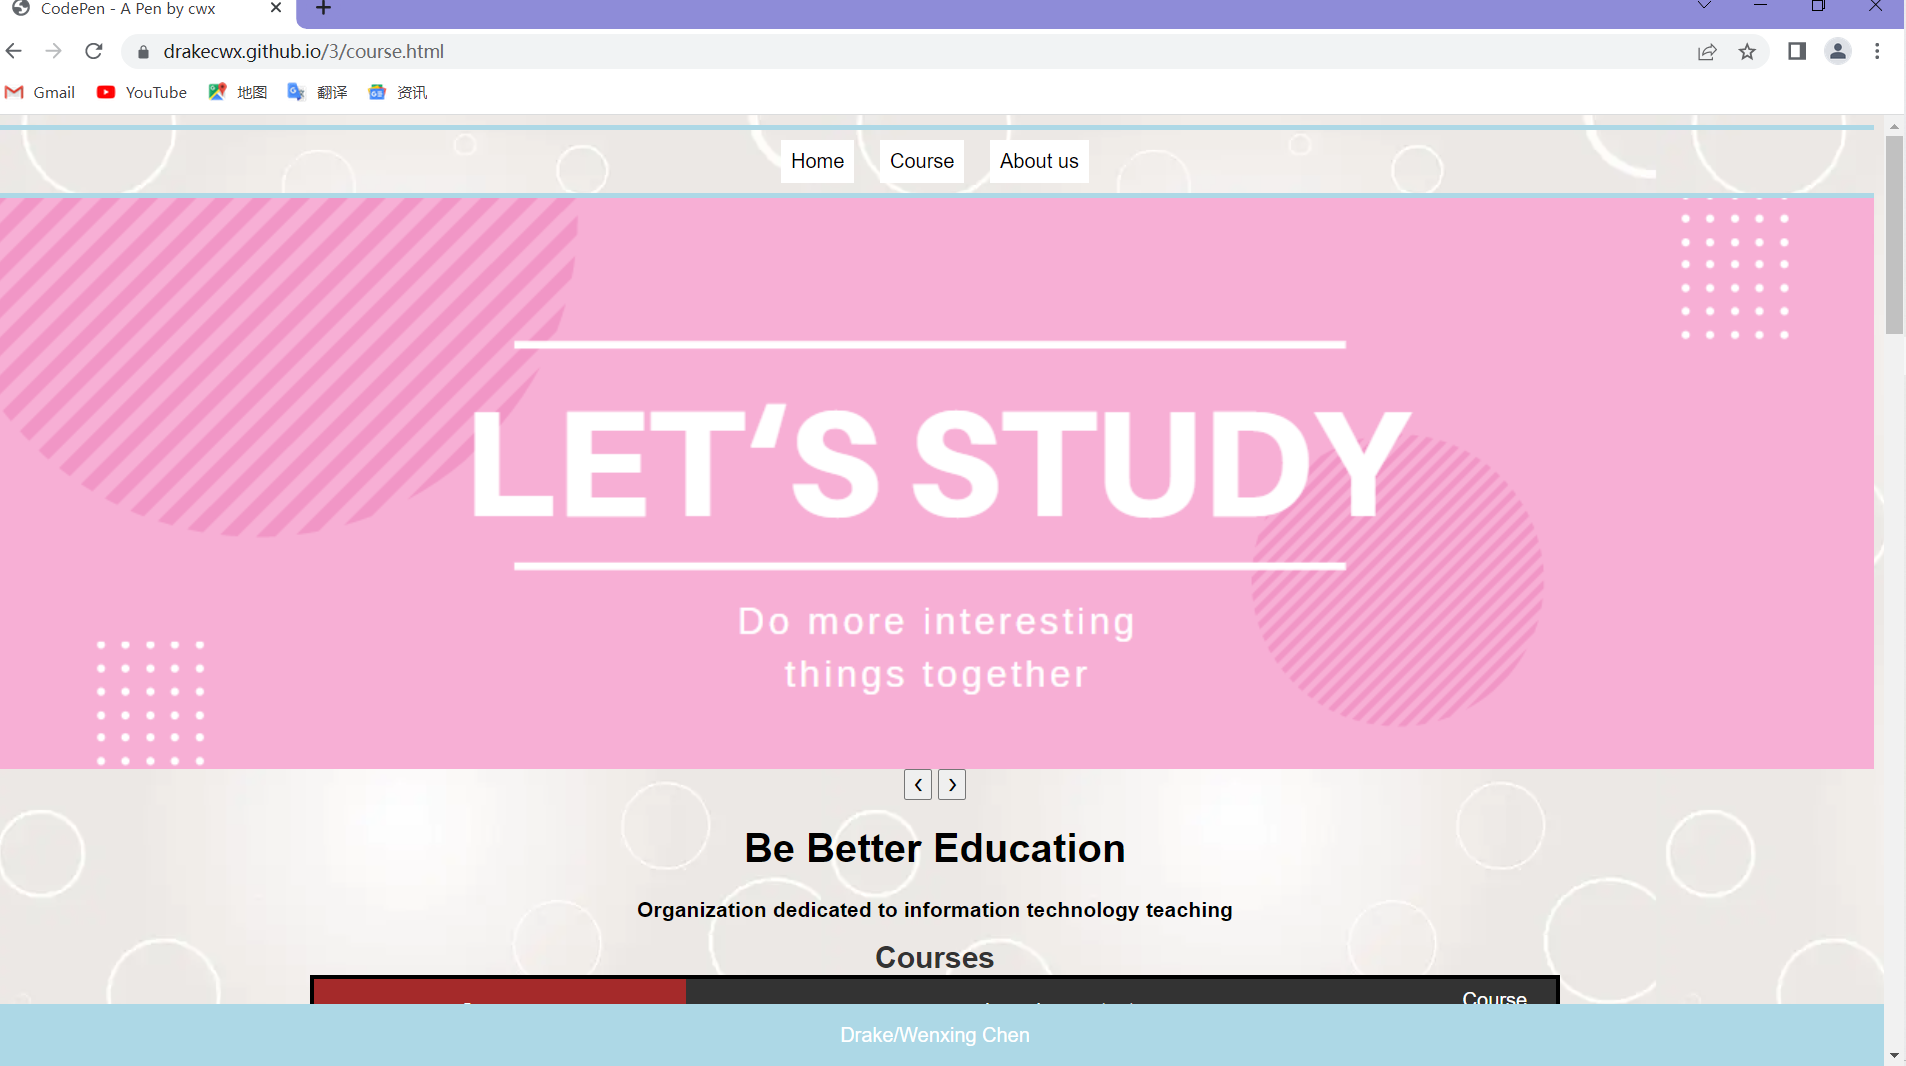 CodePen - A Pen by cwx
drakecwx.github.io/3/course.html
Gmail YouTube 地图 翻译 资讯
Home Course About us
LET'S STUDY
Do more interesting
things together
‹ ›
Be Better Education
Organization dedicated to information technology teaching
Courses
Course
Drake/Wenxing Chen